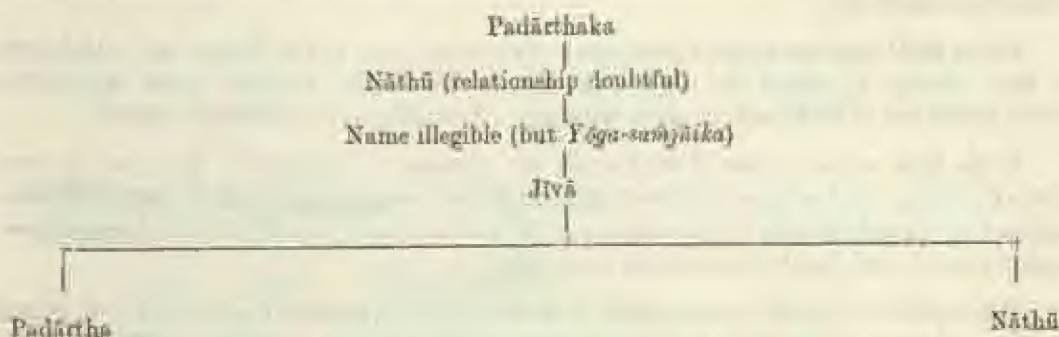 Padārthaka
Nāthū (relationship doubtful)
Name illegible (but Yōga-saṁjñika)
Jīvā
Padārtha Nāthū